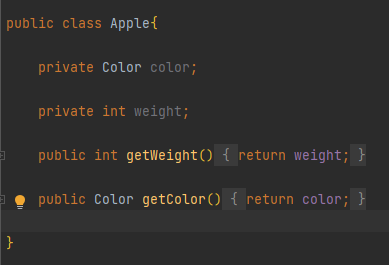 public class Apple{
private Color color;
private int weight;
public int getWeight() { return weight; }
public Color getColor() { return color; }
}